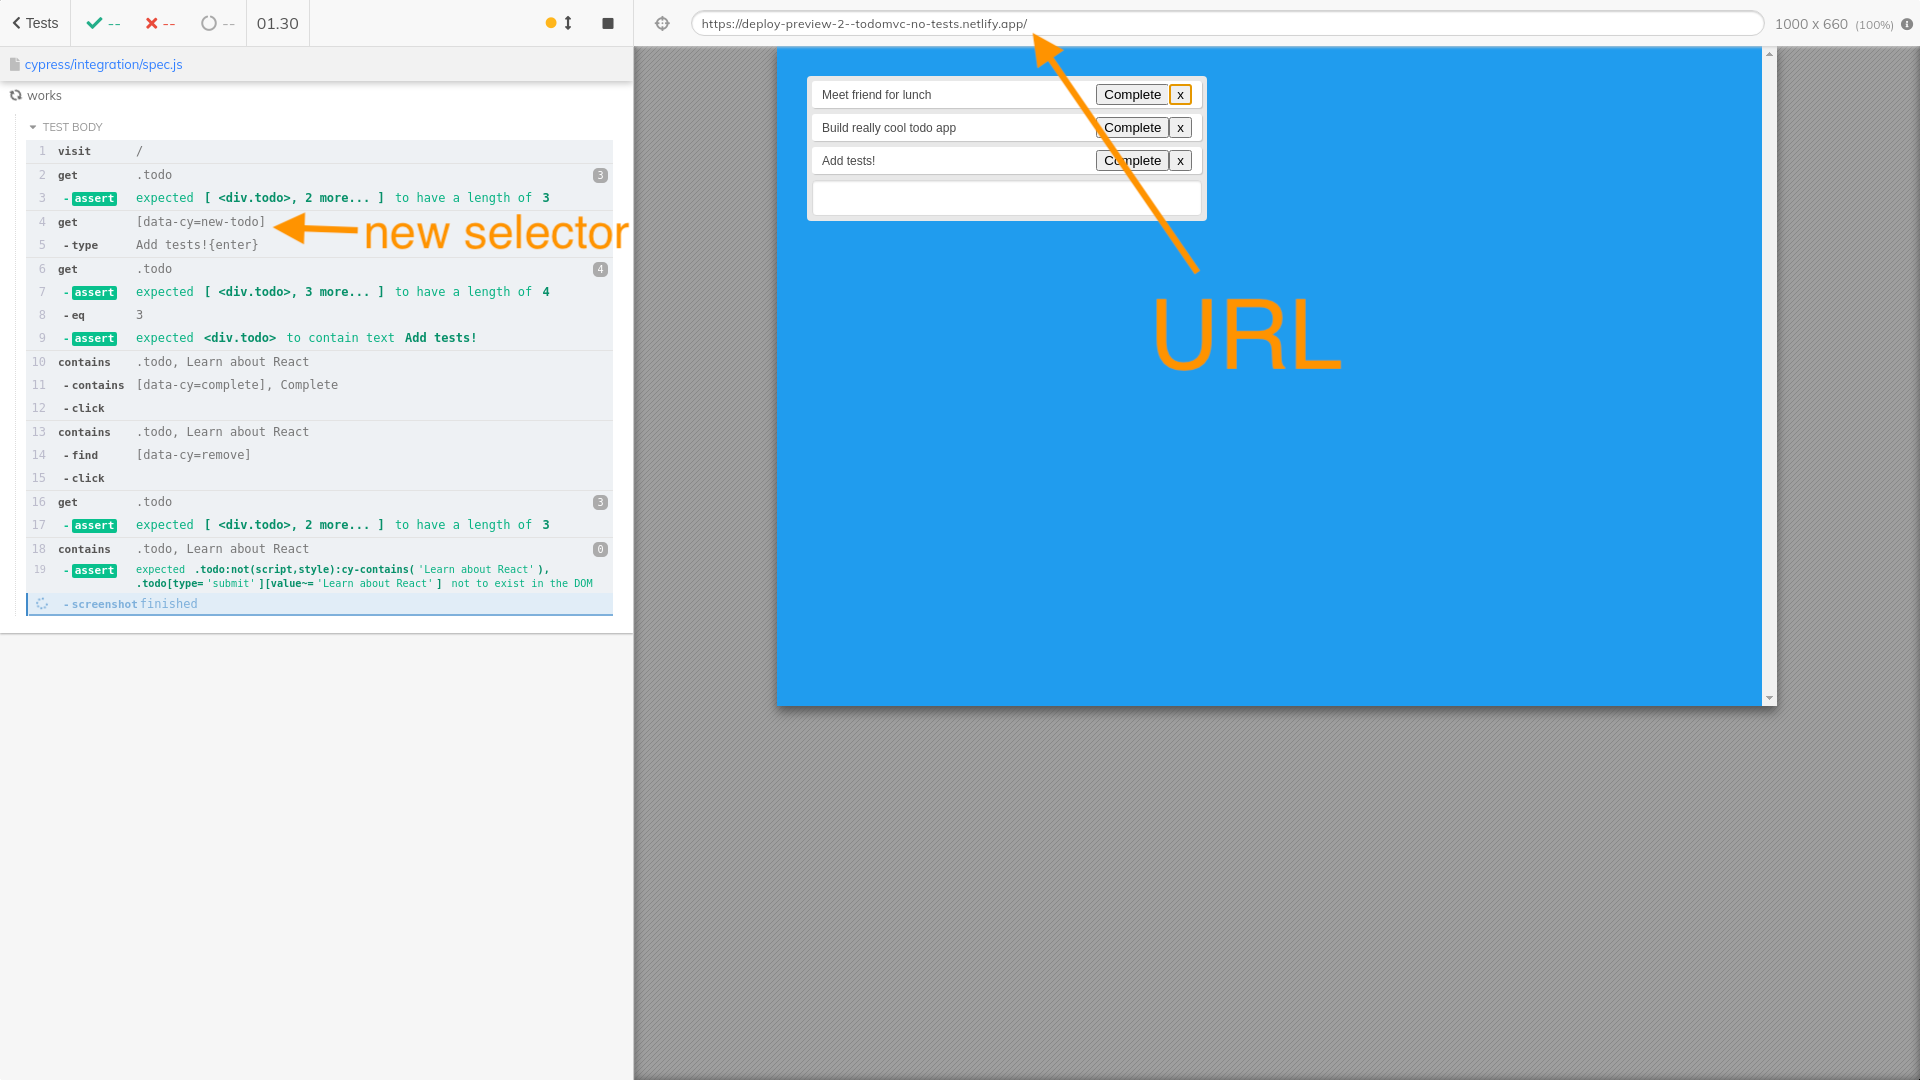 Tests -- -- -- 01.30
https://deploy-preview-2--todomvc-no-tests.netlify.app/ 1000 x 660 (100%)
cypress/integration/spec.js
works
TEST BODY
1 visit /
2 get .todo 3
3 - assert expected [ <div.todo>, 2 more... ] to have a length of 3
4 get [data-cy=new-todo]
new selector
5 - type Add tests!{enter}
6 get .todo 4
7 - assert expected [ <div.todo>, 3 more... ] to have a length of 4
8 - eq 3
9 - assert expected <div.todo> to contain text Add tests!
10 contains .todo, Learn about React
11 - contains [data-cy=complete], Complete
12 - click
13 contains .todo, Learn about React
14 - find [data-cy=remove]
15 - click
16 get .todo 3
17 - assert expected [ <div.todo>, 2 more... ] to have a length of 3
18 contains .todo, Learn about React 0
19 - assert expected .todo:not(script,style):cy-contains( 'Learn about React' ),
.todo[type= 'submit' ][value~= 'Learn about React' ] not to exist in the DOM
- screenshot finished
Meet friend for lunch Complete x
Build really cool todo app Complete x
Add tests! Complete x
URL